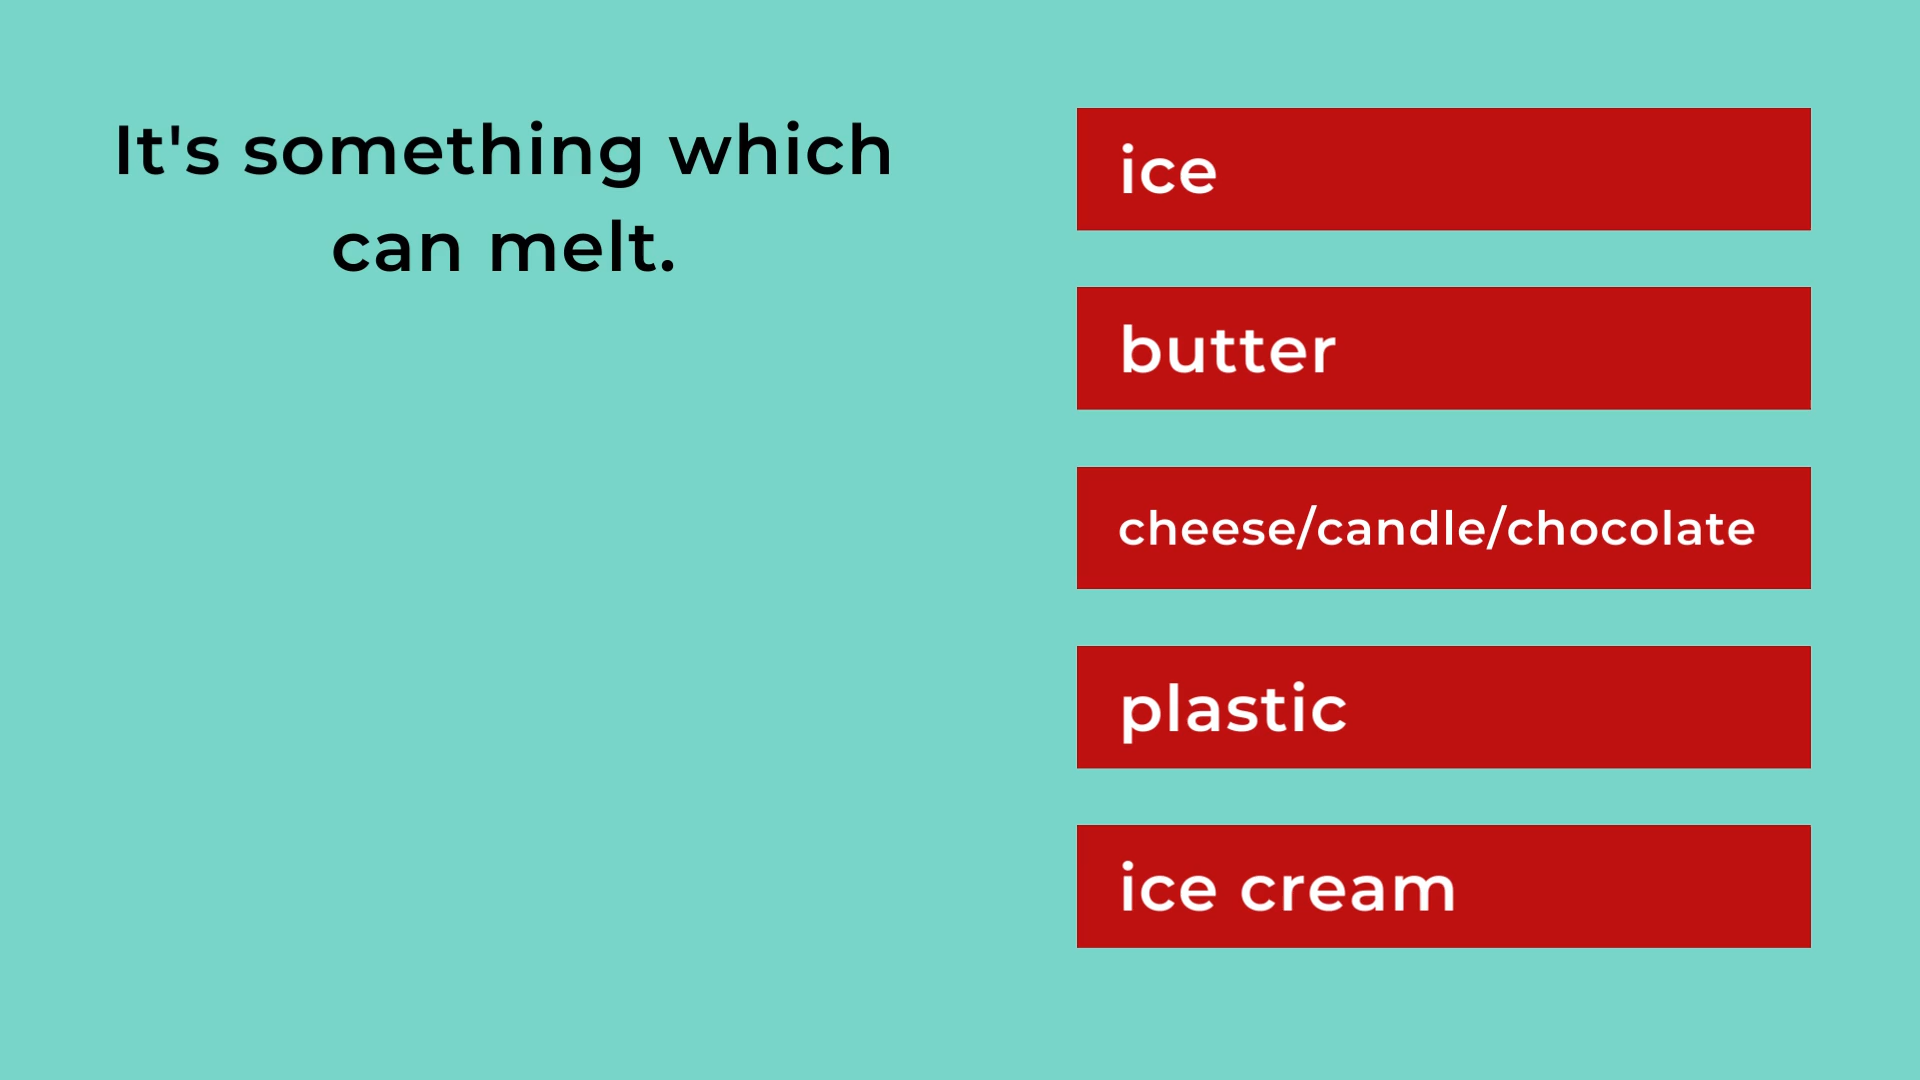 It's something which
can melt.
ice
butter
cheese/candle/chocolate
plastic
ice cream